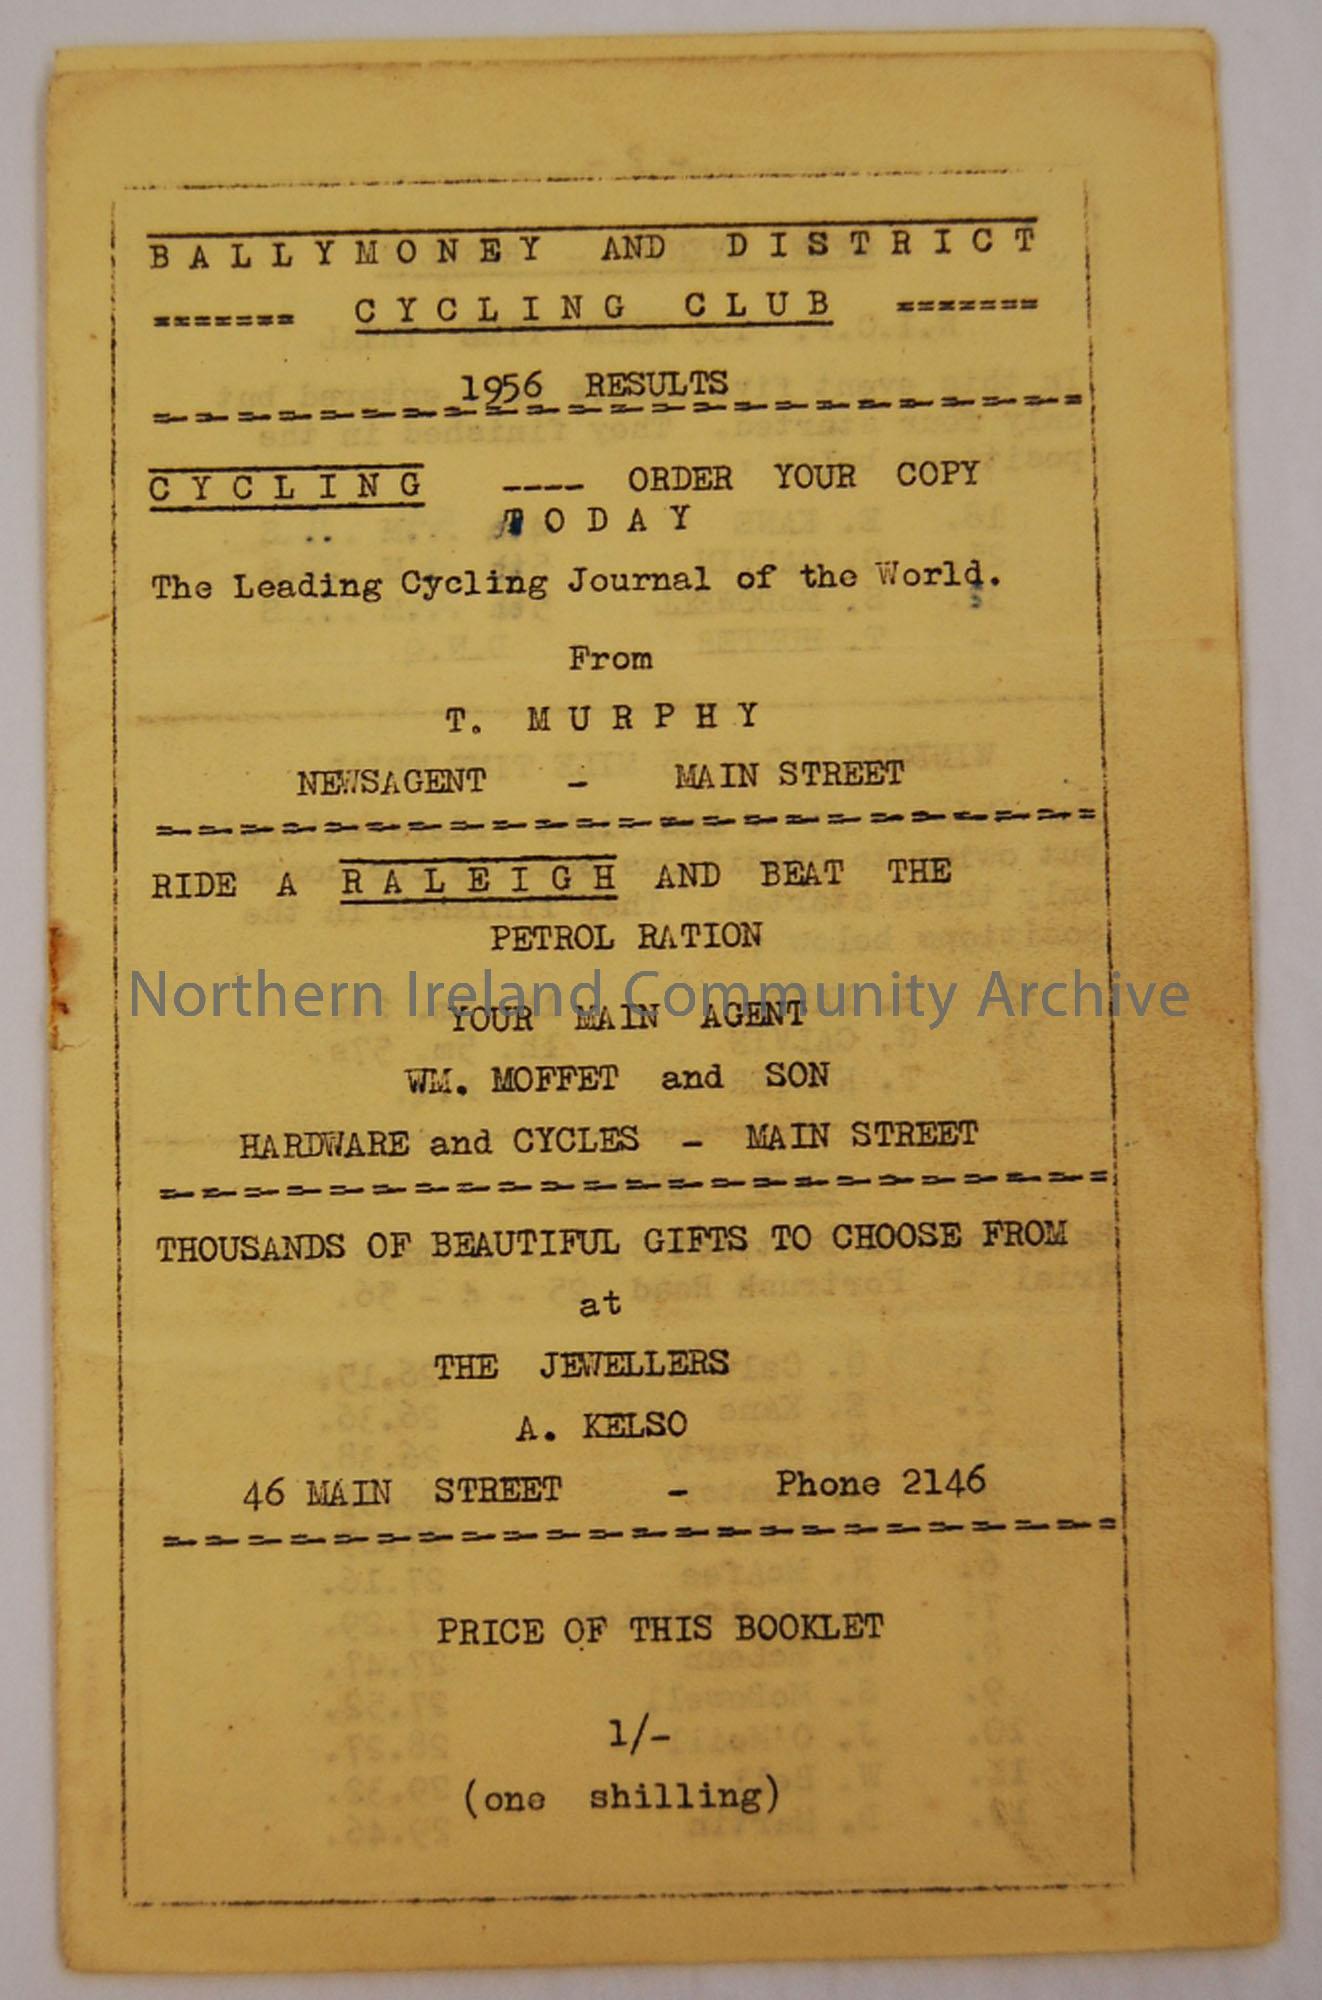 BALLYMONEY AND DISTRICT
======= CYCLING CLUB =======
1956 RESULTS
CYCLING ---- ORDER YOUR COPY
TODAY
The Leading Cycling Journal of the World.
From
T. MURPHY
NEWSAGENT - MAIN STREET
RIDE A RALEIGH AND BEAT THE
PETROL RATION
Northern Ireland Community Archive
YOUR MAIN AGENT
WM. MOFFET and SON
HARDWARE and CYCLES - MAIN STREET
THOUSANDS OF BEAUTIFUL GIFTS TO CHOOSE FROM
at
THE JEWELLERS
A. KELSO
46 MAIN STREET - Phone 2146
PRICE OF THIS BOOKLET
1/-
(one shilling)